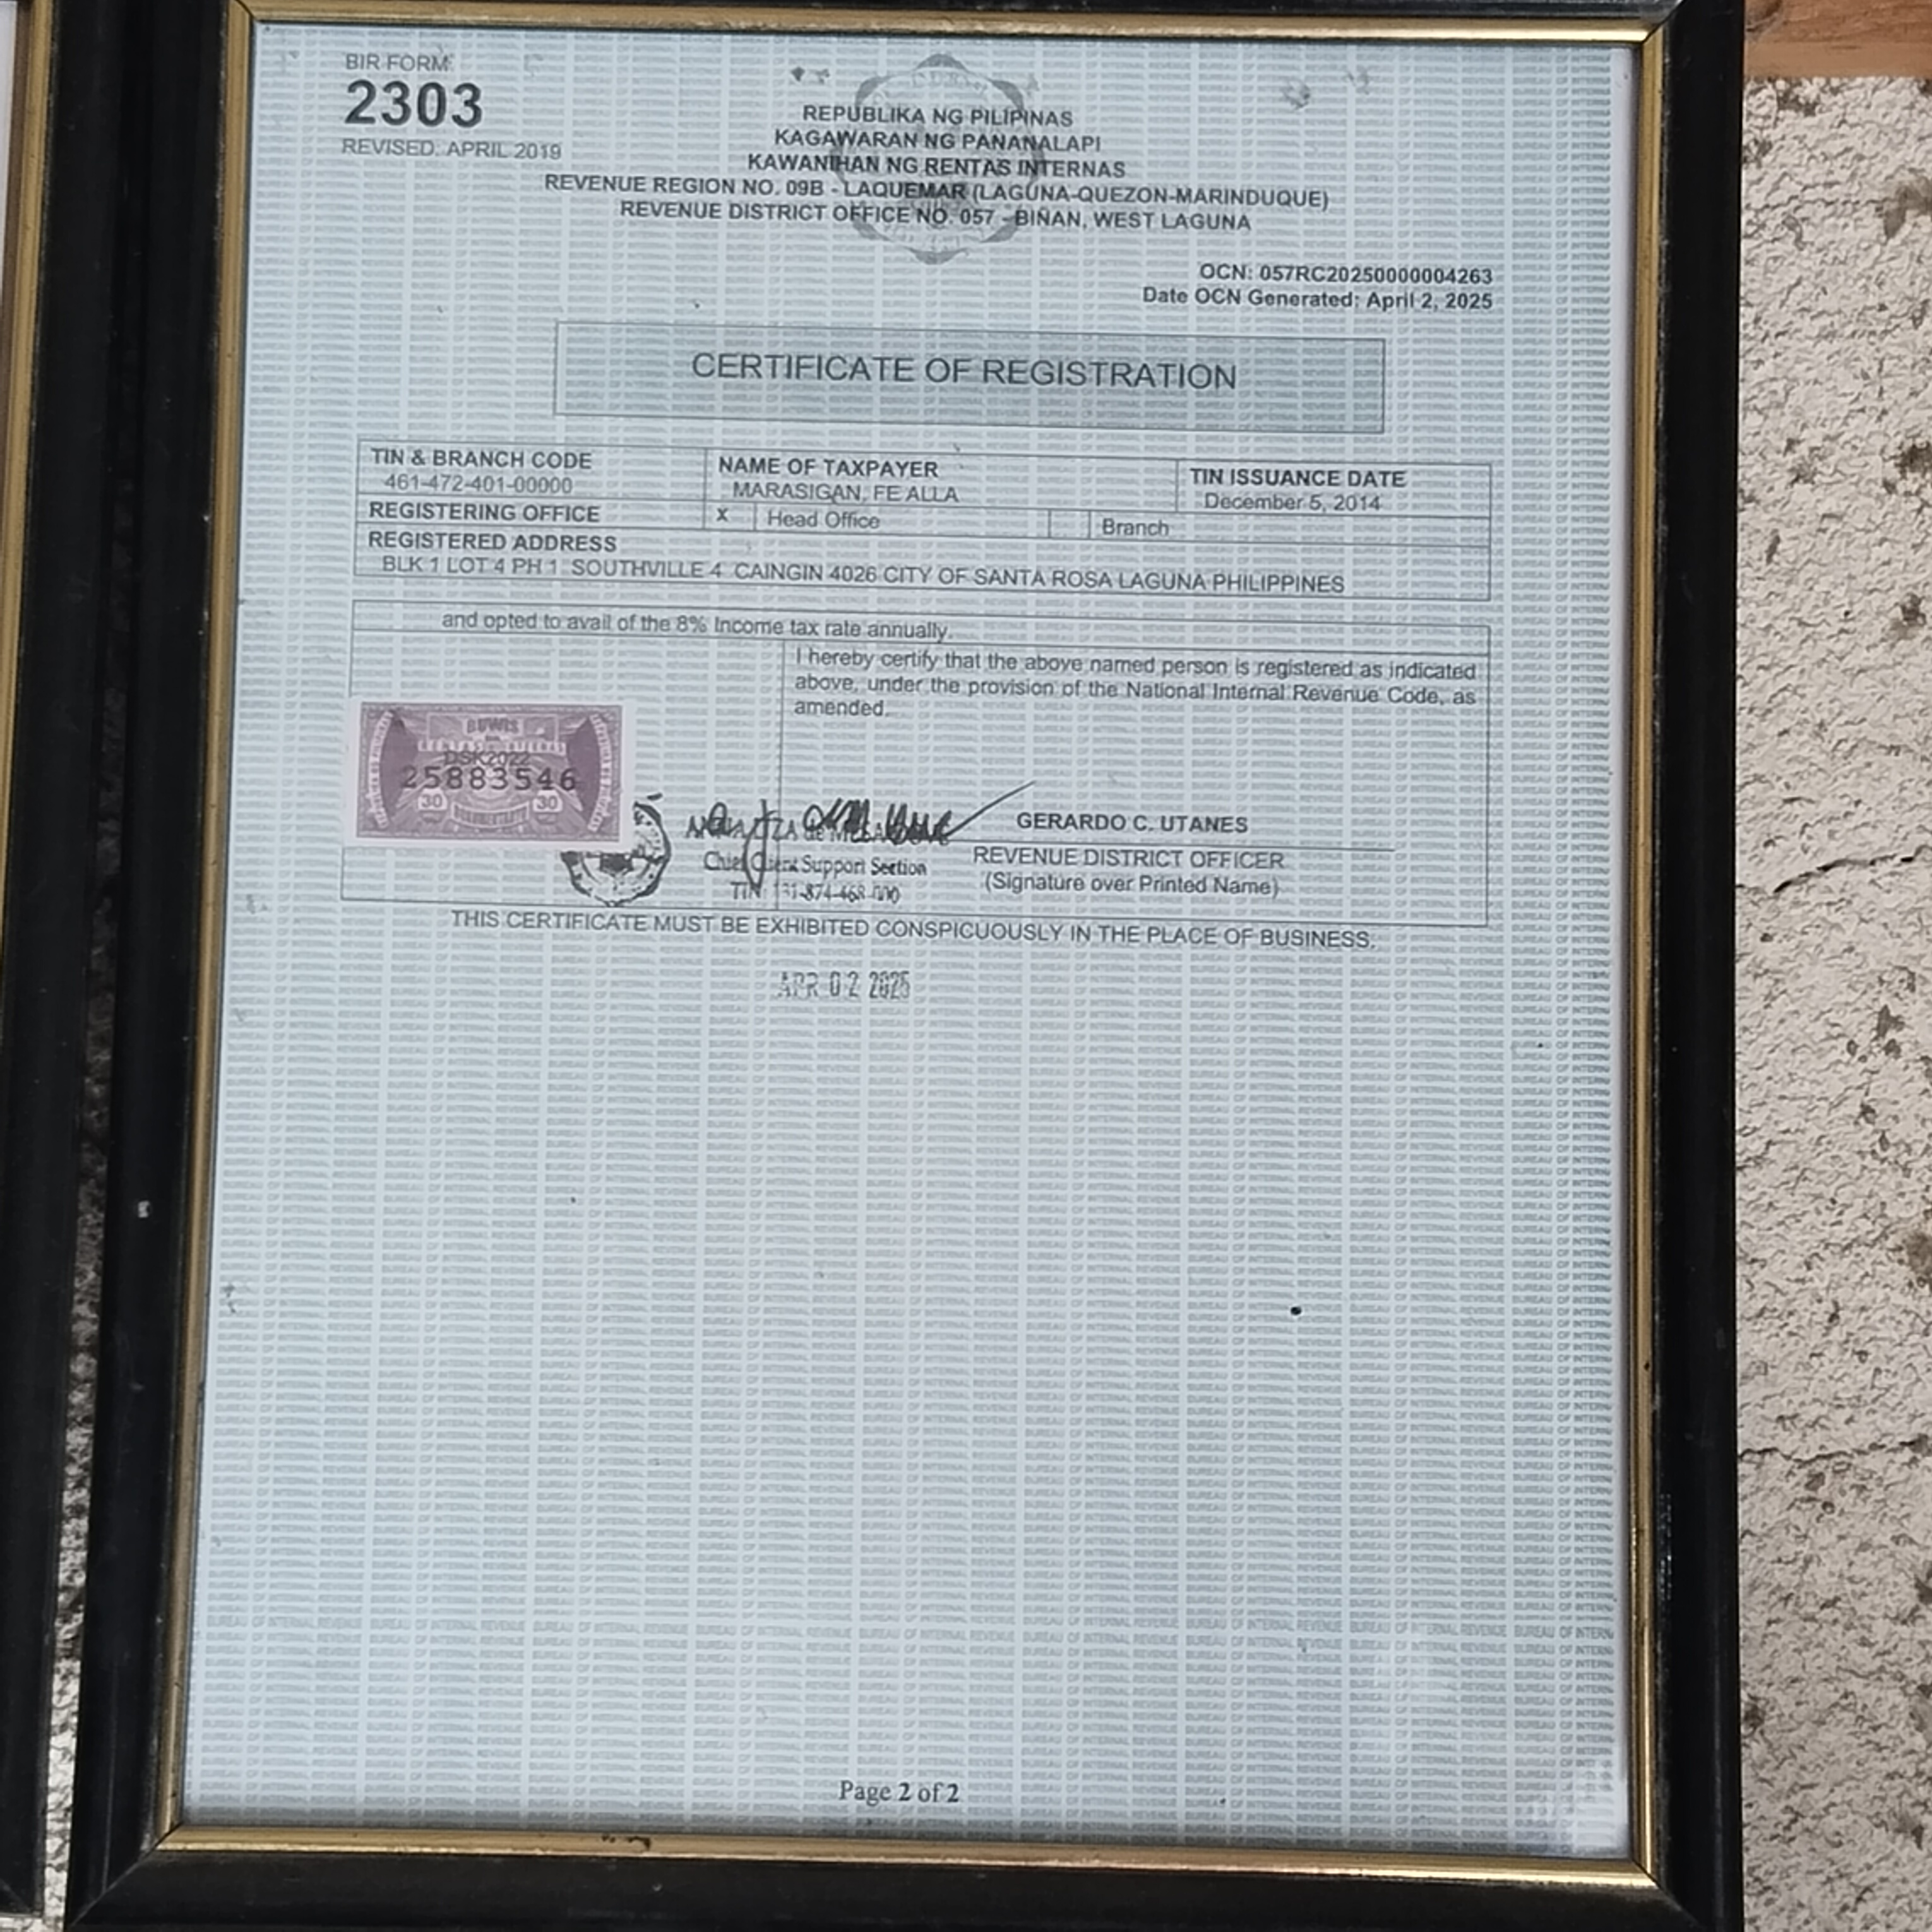 BIR FORM
2303
REVISED: APRIL 2019
REPUBLIKA NG PILIPINAS
KAGAWARAN NG PANANALAPI
KAWANIHAN NG RENTAS INTERNAS
REVENUE REGION NO. 09B - LAQUEMAR (LAGUNA-QUEZON-MARINDUQUE)
REVENUE DISTRICT OFFICE NO. 057 - BIÑAN, WEST LAGUNA
OCN: 057RC20250000004263
Date OCN Generated: April 2, 2025
CERTIFICATE OF REGISTRATION
TIN & BRANCH CODE NAME OF TAXPAYER TIN ISSUANCE DATE
461-472-401-00000 MARASIGAN, FE ALLA December 5, 2014
REGISTERING OFFICE X Head Office Branch
REGISTERED ADDRESS
BLK 1 LOT 4 PH 1 SOUTHVILLE 4 CAINGIN 4026 CITY OF SANTA ROSA LAGUNA PHILIPPINES
and opted to avail of the 8% Income tax rate annually.
I hereby certify that the above named person is registered as indicated
above, under the provision of the National Internal Revenue Code, as
amended.
BUWIS
DSK2022
25883546
30 30
GERARDO C. UTANES
Chief Support Section
REVENUE DISTRICT OFFICER
(Signature over Printed Name)
TIN
THIS CERTIFICATE MUST BE EXHIBITED CONSPICUOUSLY IN THE PLACE OF BUSINESS.
APR 02 2025
Page 2 of 2